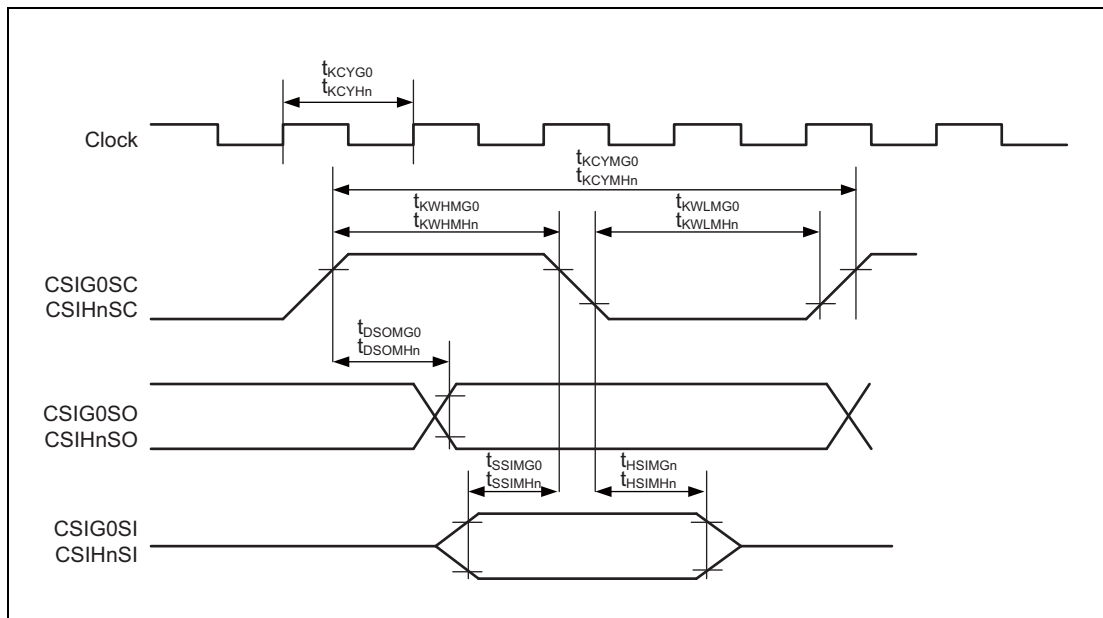 tKCYG0
tKCYHn
Clock
tKCYMG0
tKCYMHn
tKWHMG0
tKWHMHn
tKWLMG0
tKWLMHn
CSIG0SC
CSIHnSC
tDSOMG0
tDSOMHn
CSIG0SO
CSIHnSO
tSSIMG0
tSSIMHn
tHSIMGn
tHSIMHn
CSIG0SI
CSIHnSI